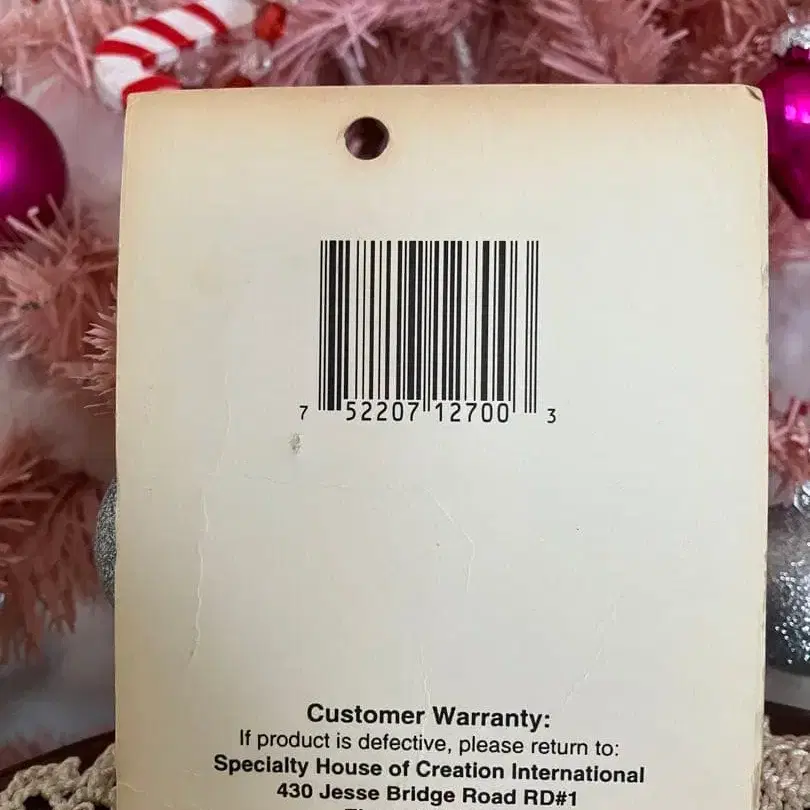 7 52207 12700 3
Customer Warranty:
If product is defective, please return to:
Specialty House of Creation International
430 Jesse Bridge Road RD#1